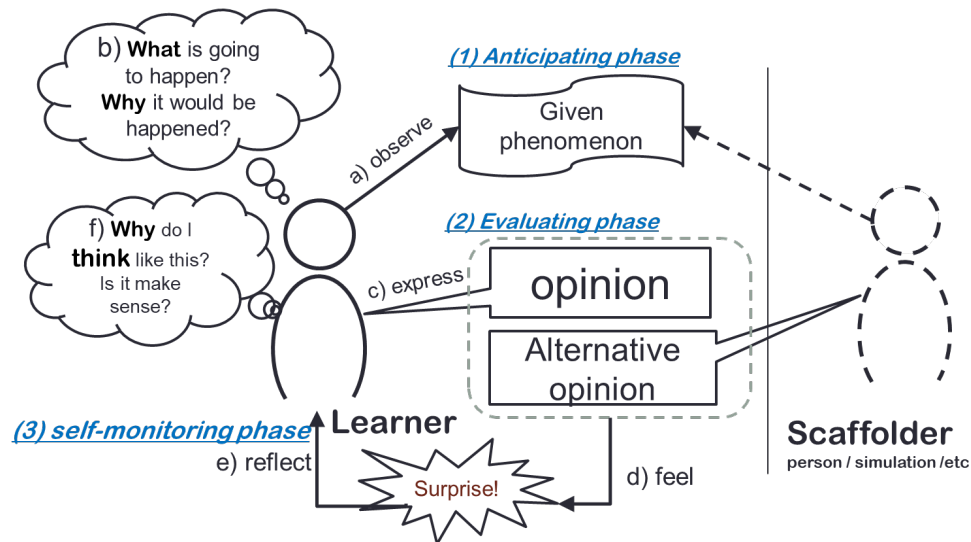 b) What is going
to happen?
Why it would be
happened?
(1) Anticipating phase
Given
phenomenon
a) observe
f) Why do I
think like this?
Is it make
sense?
(2) Evaluating phase
c) express
opinion
Alternative
opinion
Learner
(3) self-monitoring phase
e) reflect
Surprise!
d) feel
Scaffolder
person / simulation /etc